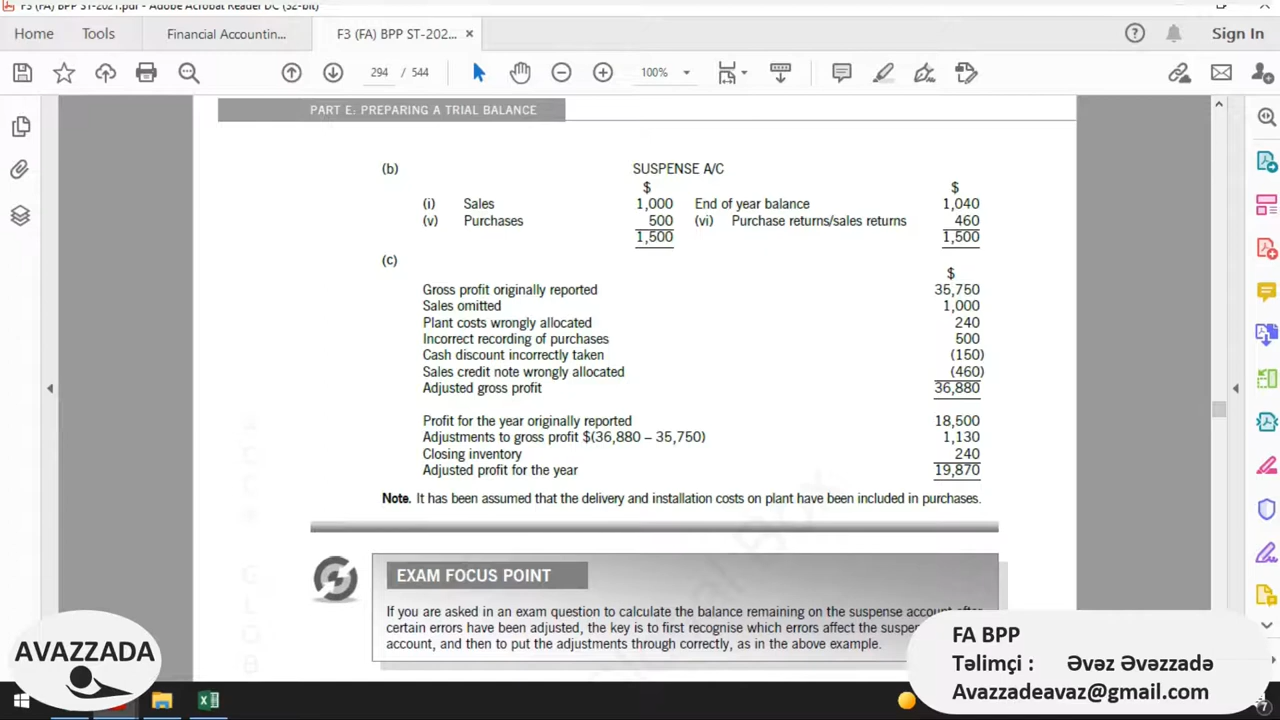 F3 (FA) BPP ST-2021.pdf - Adobe Acrobat Reader DC (32-bit)
Home Tools Financial Accountin... F3 (FA) BPP ST-202... × Sign In
294 / 544 100%
PART E: PREPARING A TRIAL BALANCE
(b) SUSPENSE A/C
$ $
(i) Sales 1,000 End of year balance 1,040
(v) Purchases 500 (vi) Purchase returns/sales returns 460
1,500 1,500
(c)
$
Gross profit originally reported 35,750
Sales omitted 1,000
Plant costs wrongly allocated 240
Incorrect recording of purchases 500
Cash discount incorrectly taken (150)
Sales credit note wrongly allocated (460)
Adjusted gross profit 36,880
Profit for the year originally reported 18,500
Adjustments to gross profit $(36,880 – 35,750) 1,130
Closing inventory 240
Adjusted profit for the year 19,870
Note. It has been assumed that the delivery and installation costs on plant have been included in purchases.
EXAM FOCUS POINT
If you are asked in an exam question to calculate the balance remaining on the suspense account after
certain errors have been adjusted, the key is to first recognise which errors affect the suspen
account, and then to put the adjustments through correctly, as in the above example.
AVAZZADA
FA BPP
Təlimçi : Əvəz Əvəzzadə
Avazzadeavaz@gmail.com